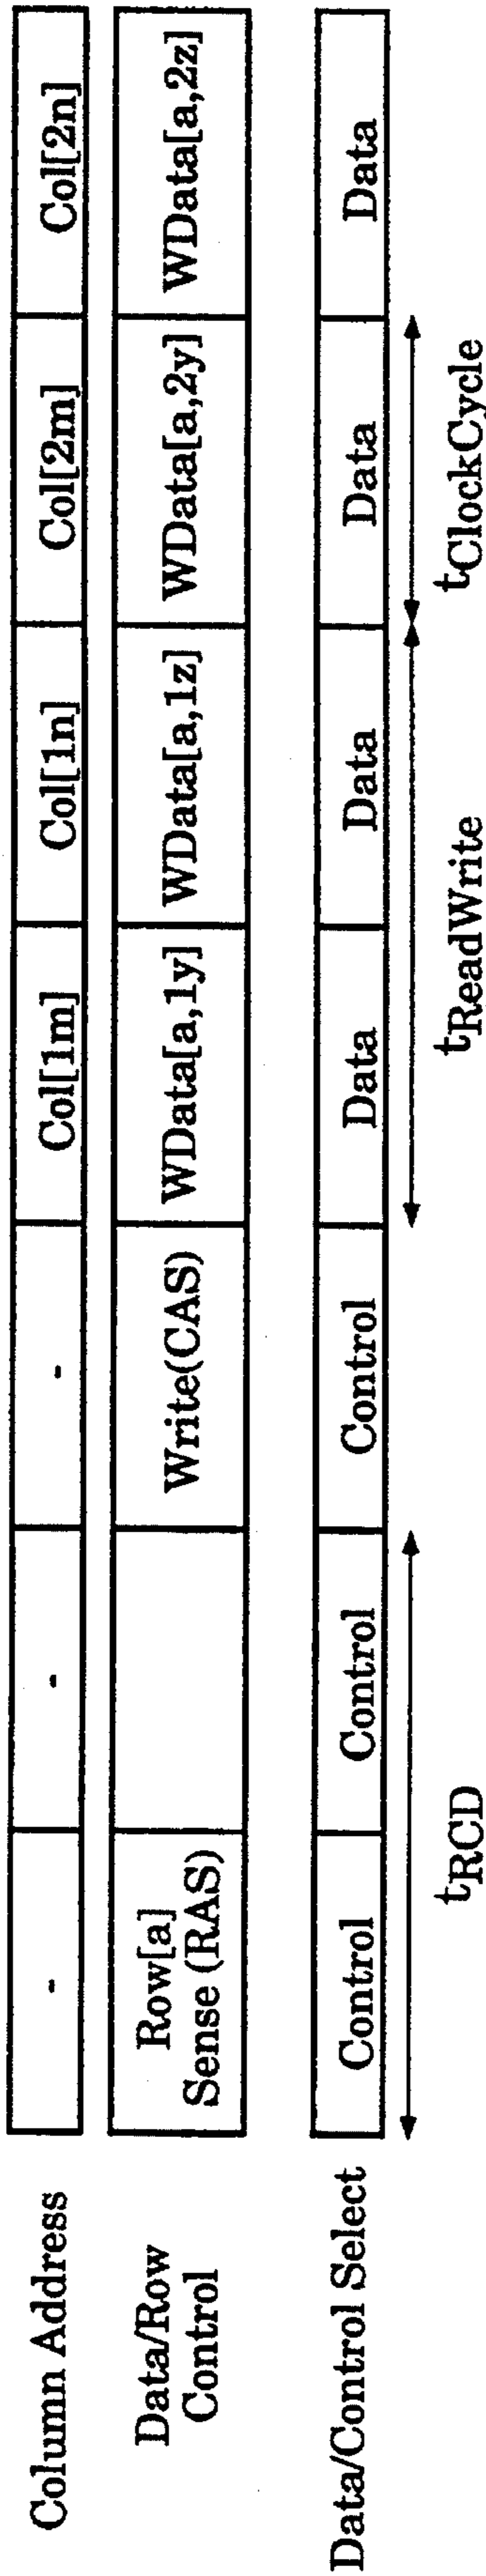 Column Address
-
-
-
Col[1m]
Col[1n]
Col[2m]
Col[2n]
Data/Row
Control
Row[a]
Sense (RAS)
Write(CAS)
WData[a,1y]
WData[a,1z]
WData[a,2y]
WData[a,2z]
Data/Control Select
Control
Control
Control
Data
Data
Data
Data
tRCD
tReadWrite
tClockCycle